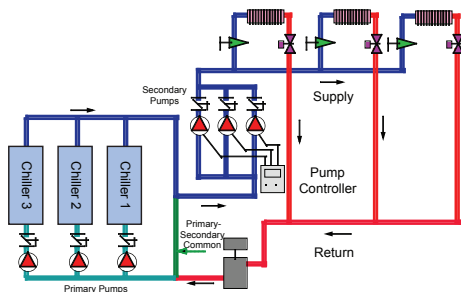 Secondary
Pumps
Supply
Pump
Controller
Chiller 3
Chiller 2
Chiller 1
Primary-
Secondary
Common
Return
Primary Pumps